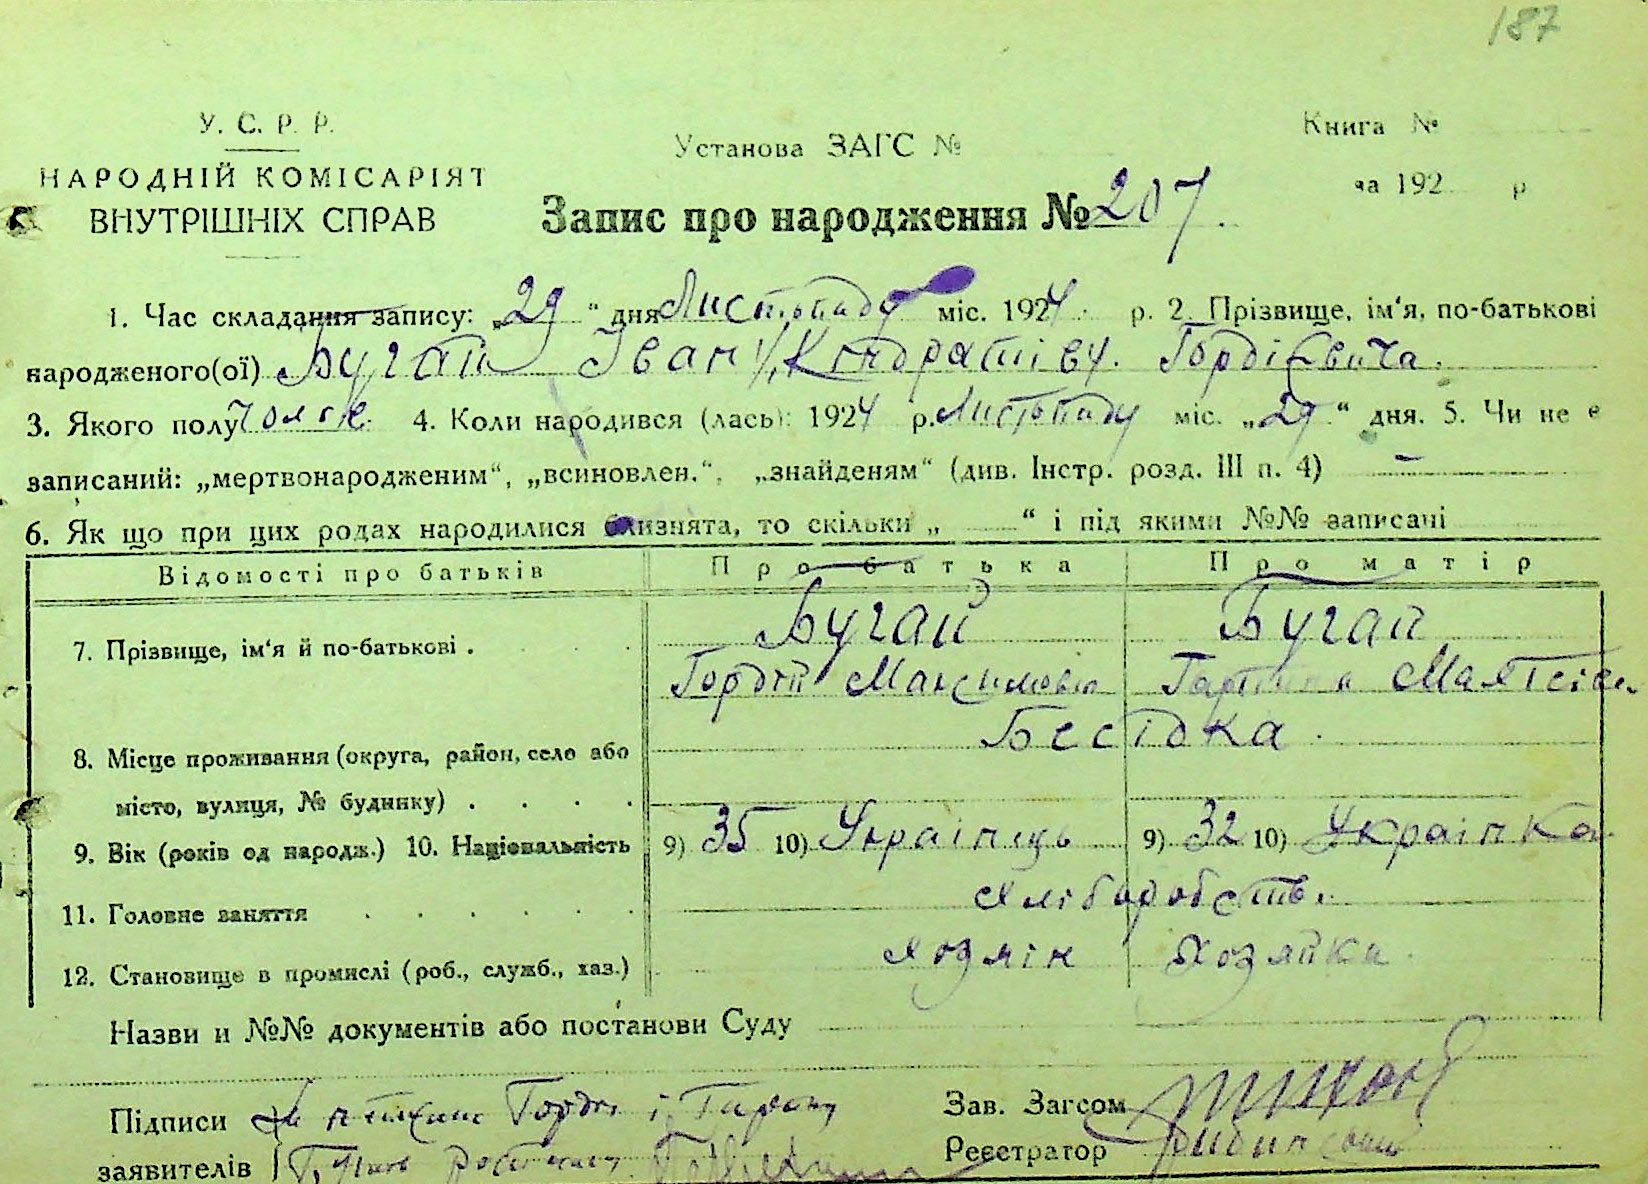 187
У. С. Р. Р.
НАРОДНІЙ КОМІСАРІЯТ
ВНУТРІШНІХ СПРАВ
Установа ЗАГС №
Книга №
за 192 р
Запис про народження № 207.
1. Час складання запису: „29“ дня Листопаду міс. 1924 р. 2. Прізвище, ім'я, по-батькові
народженого(ої) Бугай Іван Гордієвича.
3. Якого полу Чолов. 4. Коли народився (лась): 1924 р. Листопаду міс. „29“ дня. 5. Чи не є
записаний: „мертвонародженим“, „всиновлен.“, „знайденям“ (див. Інстр. розд. III п. 4) –
6. Як що при цих родах народилися близнята, то скільки „ “ і під якими №№ записані
Відомості про батьків Про батька Про матір
7. Прізвище, ім'я й по-батькові . Бугай Бугай
Гордій Максимович
8. Місце проживання (округа, район, село або Бесідка.
місто, вулиця, № будинку)
9. Вік (років од народж.) 10. Національність 9) 35 10) Українець 9) 32 10) Українка
11. Головне заняття Хліборобств.
12. Становище в промислі (роб., служб., хаз.) Хозяїн Хозяйка.
Назви и №№ документів або постанови Суду
Підписи
Зав. Загсом
заявителів
Реєстратор